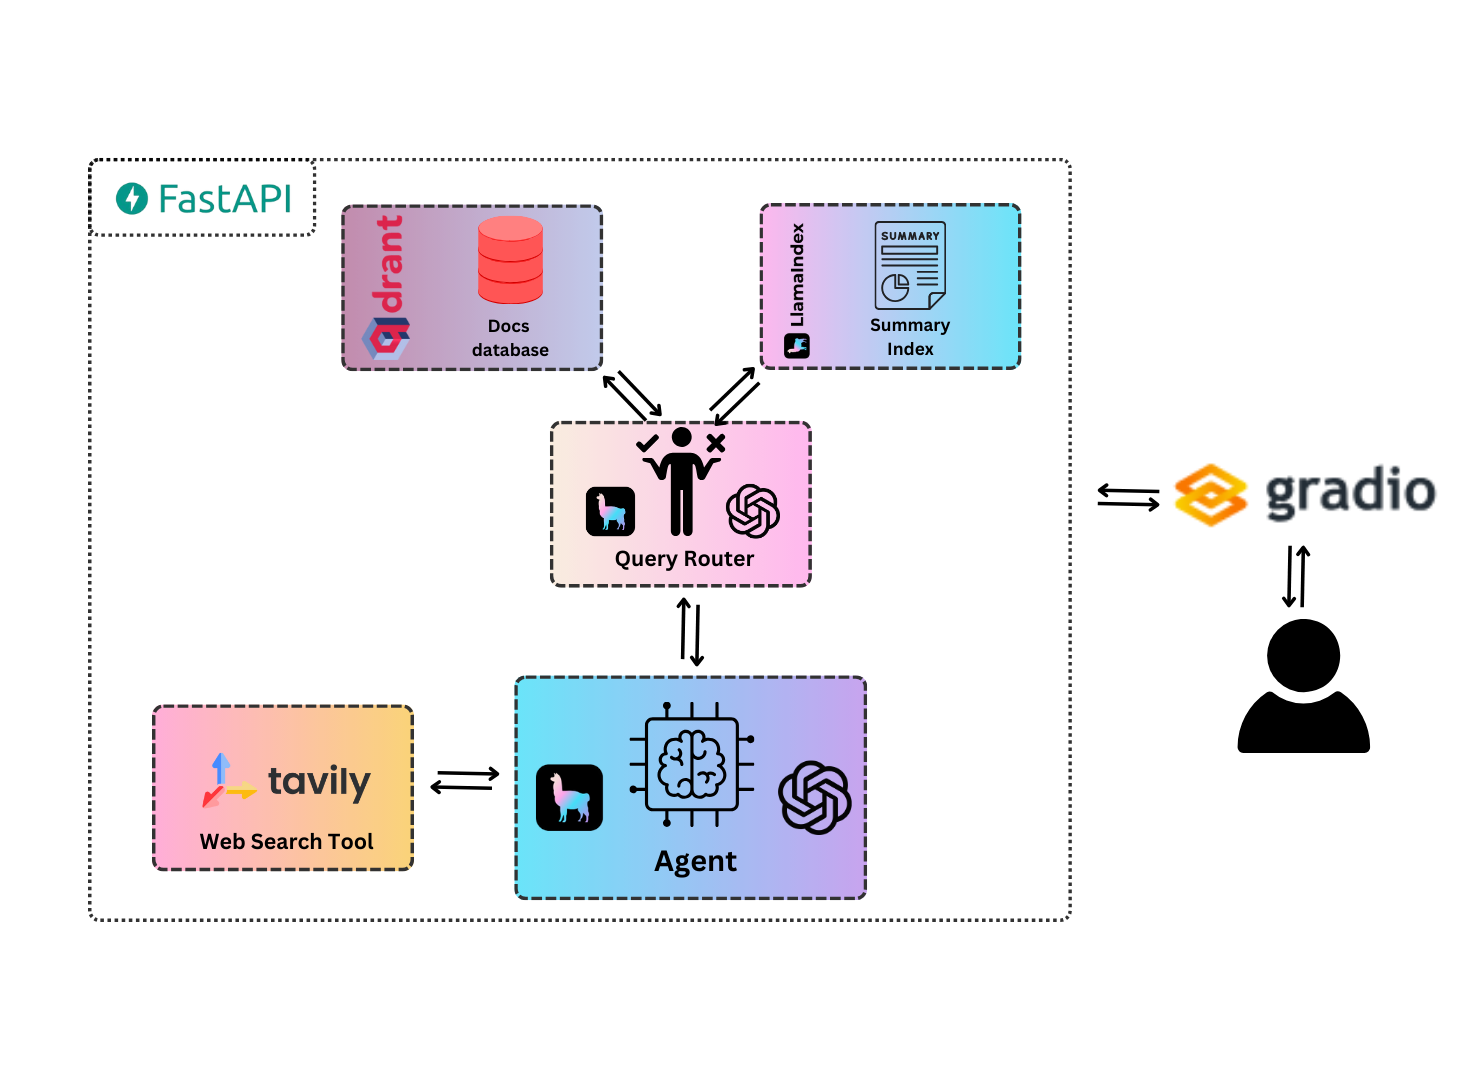 FastAPI
qdrant
Docs
database
LlamaIndex
SUMMARY
Summary
Index
Query Router
gradio
tavily
Web Search Tool
Agent